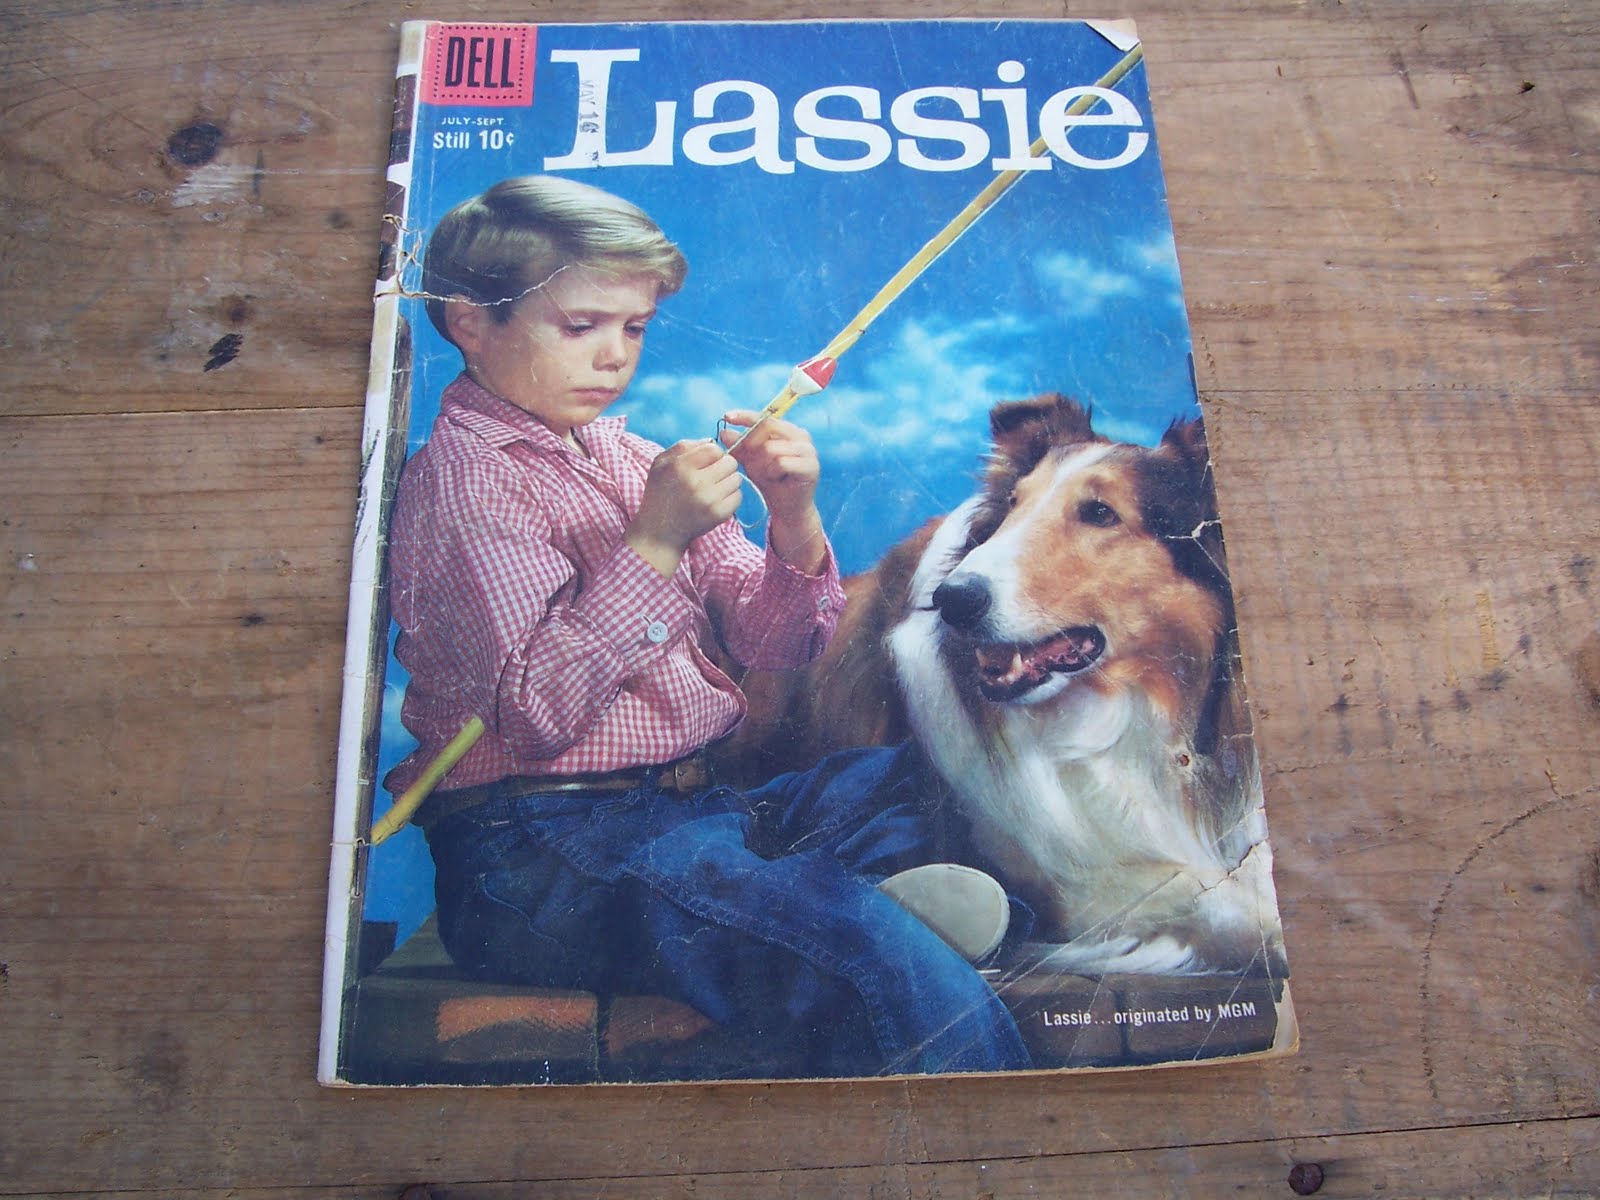 DELL
JULY-SEPT.
Still 10¢
Lassie
MAY 16
Lassie...originated by MGM